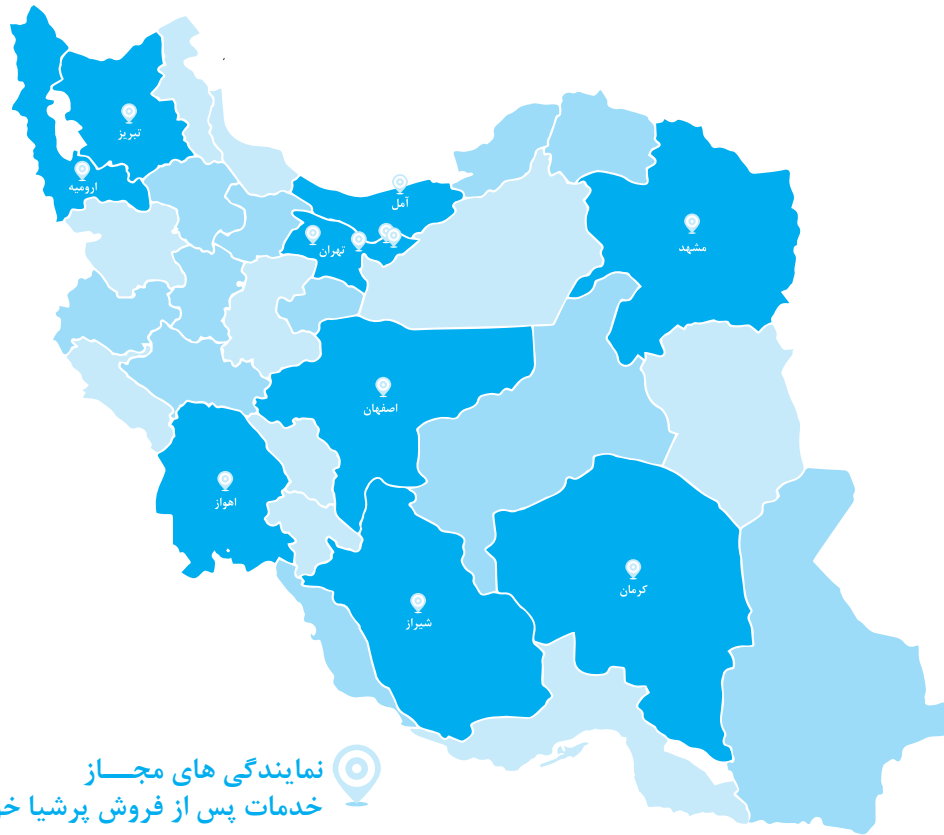 تبریز
ارومیه
آمل
تهران
مشهد
اصفهان
اهواز
کرمان
شیراز
نمایندگی های مجـــاز
خدمات پس از فروش پرشیا